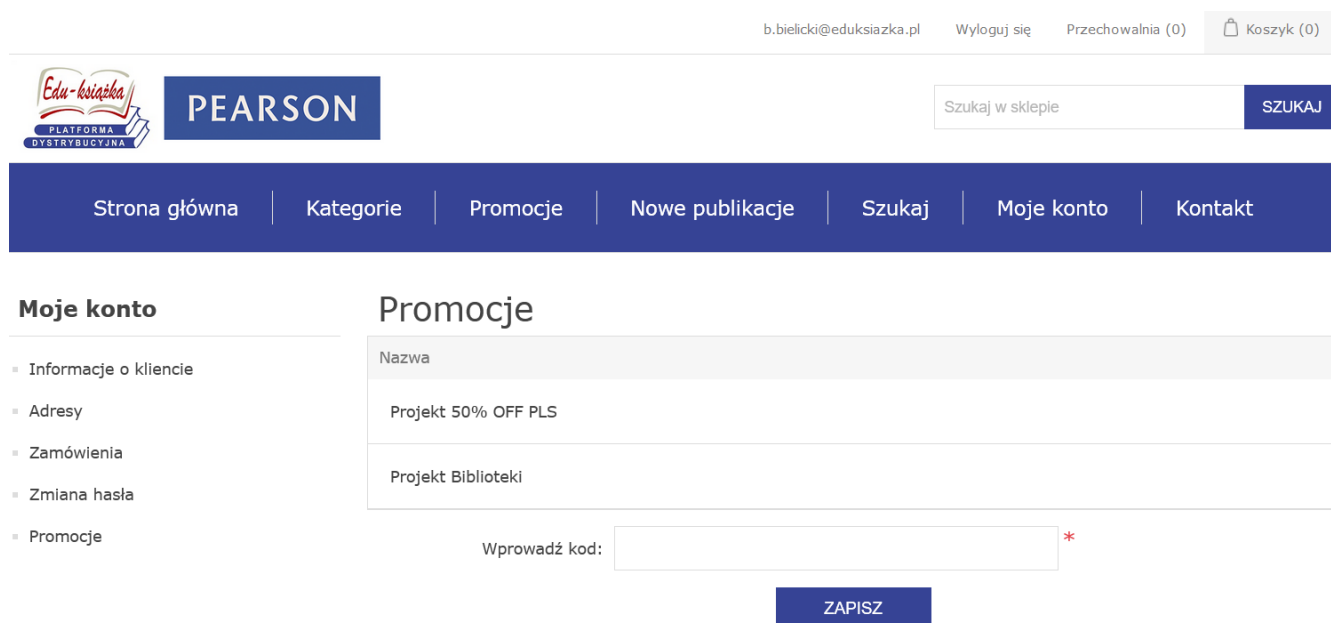 b.bielicki@eduksiazka.pl Wyloguj się Przechowalnia (0) Koszyk (0)
Edu-książka
PLATFORMA
DYSTRYBUCYJNA
PEARSON
Szukaj w sklepie SZUKAJ
Strona główna Kategorie Promocje Nowe publikacje Szukaj Moje konto Kontakt
Moje konto
Informacje o kliencie
Adresy
Zamówienia
Zmiana hasła
Promocje
Promocje
Nazwa
Projekt 50% OFF PLS
Projekt Biblioteki
Wprowadź kod: *
ZAPISZ